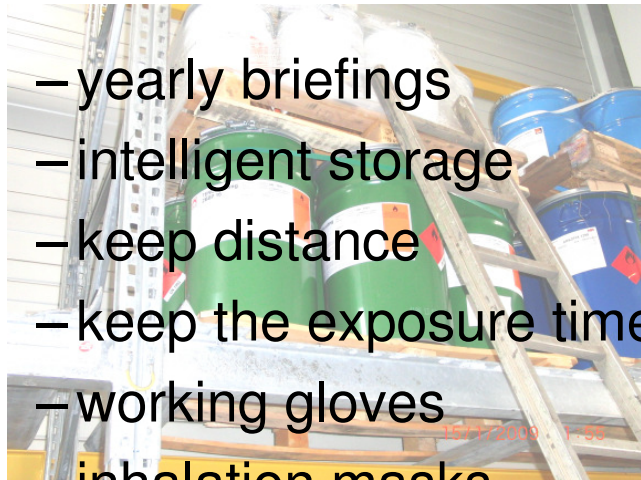 – yearly briefings
– intelligent storage
– keep distance
– keep the exposure time
– working gloves
inhalation masks